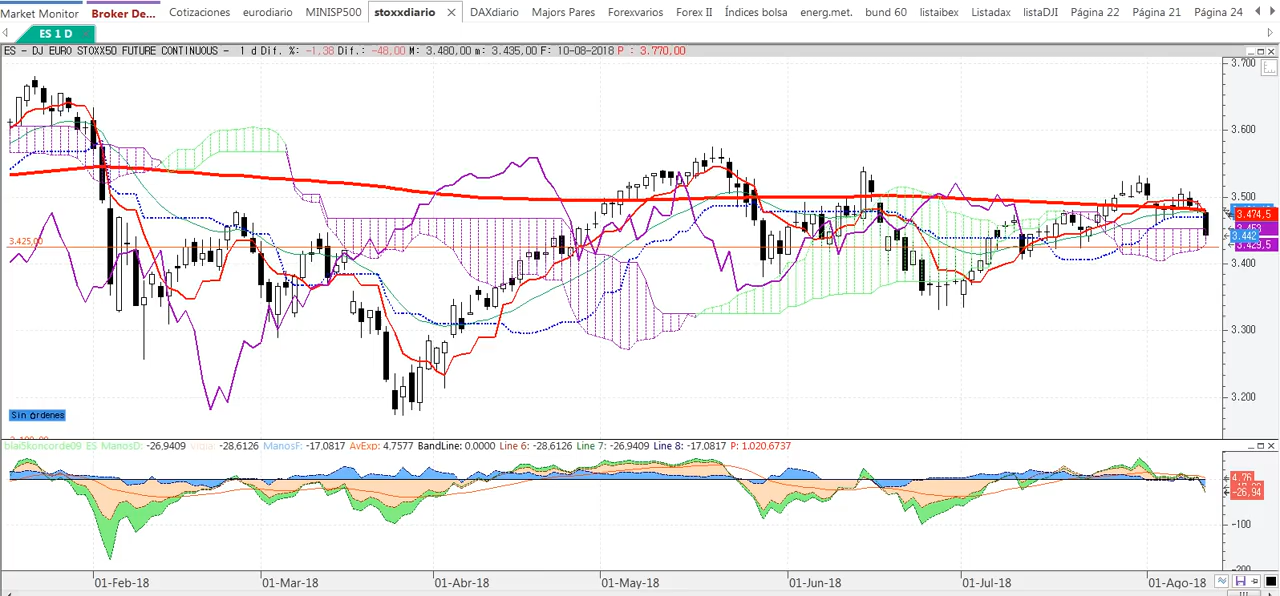 Market Monitor Broker De... Cotizaciones eurodiario MINISP500 stoxxdiario DAXdiario Majors Pares Forexvarios Forex II Índices bolsa energ.met. bund 60 listaibex Listadax listaDJI Página 22 Página 21 Página 24
ES 1 D
ES - DJ EURO STOXX50 FUTURE CONTINUOUS - 1 d Dif. %: -1,38 Dif.: -48,00 M: 3.480,00 m: 3.435,00 F: 10-08-2018 P : 3.770,00
3.700
3.600
3.500
3.474,5
3.442
3.425,00
3.429,5
3.400
3.300
3.200
Sin órdenes
blai5koncorde09 ES ManosD: -26,9409 Vipia: -28,6126 ManosF: -17,0817 AvExp: 4,7577 BandLine: 0,0000 Line 6: -28,6126 Line 7: -26,9409 Line 8: -17,0817 P: 1.020,6737
4,76
-26,94
-100
01-Feb-18 01-Mar-18 01-Abr-18 01-May-18 01-Jun-18 01-Jul-18 01-Ago-18